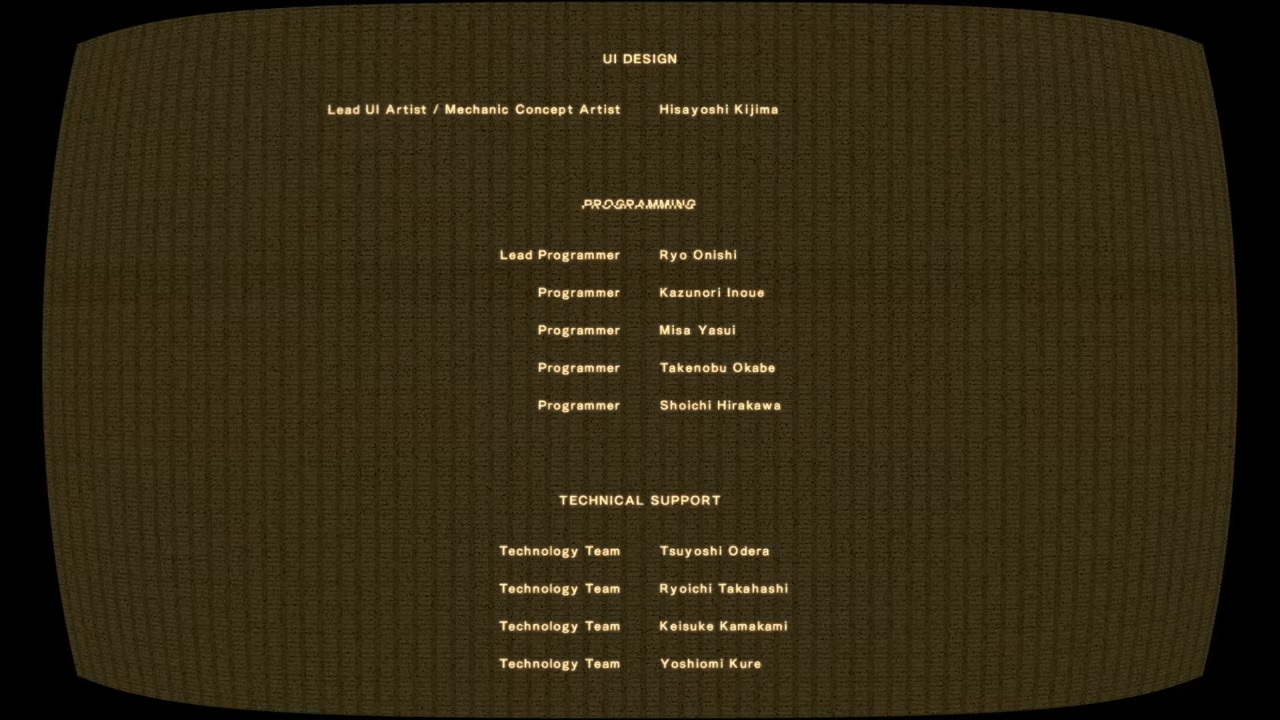 UI DESIGN
Lead UI Artist / Mechanic Concept Artist Hisayoshi Kijima
PROGRAMMING
Lead Programmer Ryo Onishi
Programmer Kazunori Inoue
Programmer Misa Yasui
Programmer Takenobu Okabe
Programmer Shoichi Hirakawa
TECHNICAL SUPPORT
Technology Team Tsuyoshi Odera
Technology Team Ryoichi Takahashi
Technology Team Keisuke Kamakami
Technology Team Yoshiomi Kure